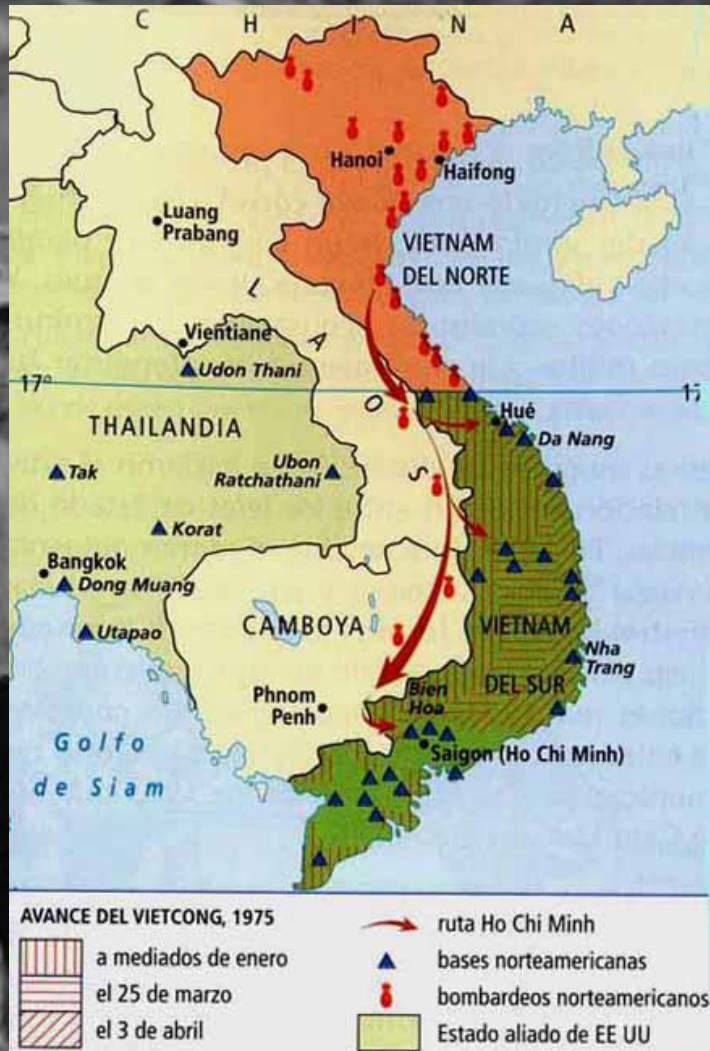 C H I N A
Hanoi
Haifong
Luang
Prabang
VIETNAM
DEL NORTE
L A O S
Vientiane
Udon Thani
17°
THAILANDIA
Hué
Da Nang
Tak
Ubon
Ratchathani
Korat
Bangkok
Dong Muang
CAMBOYA
VIETNAM
DEL SUR
Utapao
Nha
Trang
Phnom
Penh
Bien
Hoa
Golfo
de Siam
Saigon (Ho Chi Minh)
AVANCE DEL VIETCONG, 1975
a mediados de enero
el 25 de marzo
el 3 de abril
ruta Ho Chi Minh
bases norteamericanas
bombardeos norteamericanos
Estado aliado de EE UU